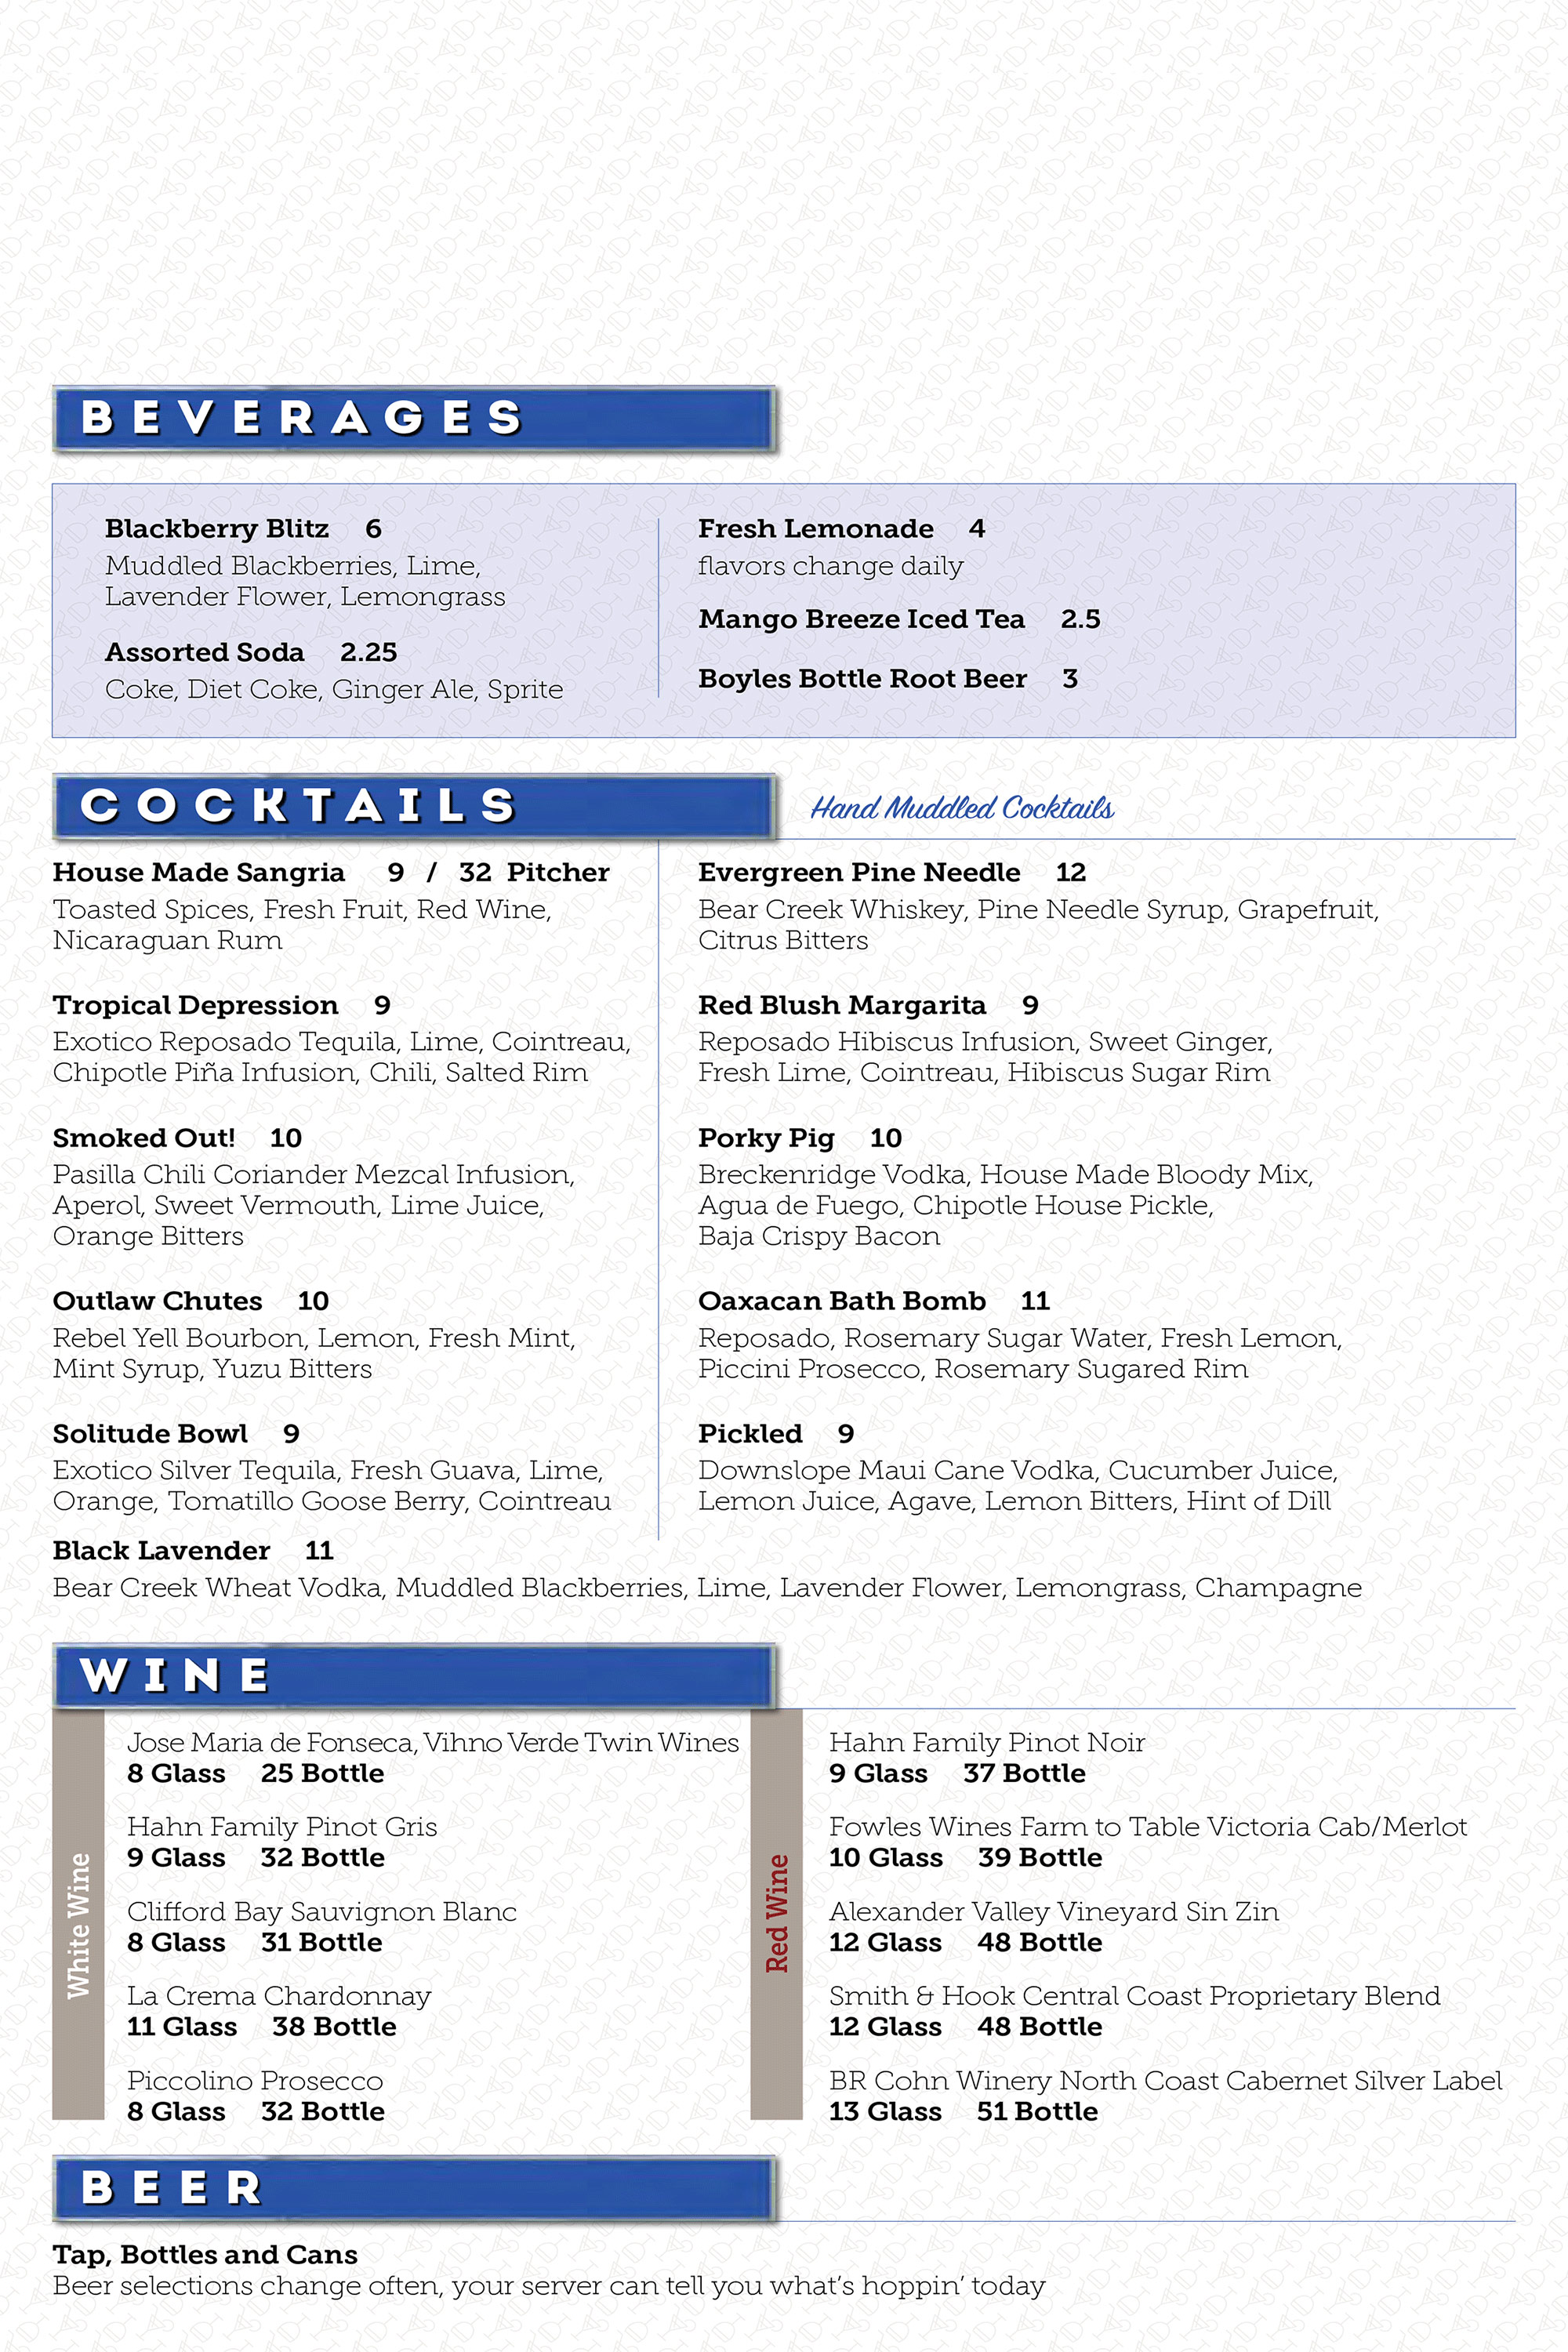 BEVERAGES
Blackberry Blitz 6
Muddled Blackberries, Lime,
Lavender Flower, Lemongrass
Assorted Soda 2.25
Coke, Diet Coke, Ginger Ale, Sprite
Fresh Lemonade 4
flavors change daily
Mango Breeze Iced Tea 2.5
Boyles Bottle Root Beer 3
COCKTAILS
Hand Muddled Cocktails
House Made Sangria 9 / 32 Pitcher
Toasted Spices, Fresh Fruit, Red Wine,
Nicaraguan Rum
Tropical Depression 9
Exotico Reposado Tequila, Lime, Cointreau,
Chipotle Piña Infusion, Chili, Salted Rim
Smoked Out! 10
Pasilla Chili Coriander Mezcal Infusion,
Aperol, Sweet Vermouth, Lime Juice,
Orange Bitters
Outlaw Chutes 10
Rebel Yell Bourbon, Lemon, Fresh Mint,
Mint Syrup, Yuzu Bitters
Solitude Bowl 9
Exotico Silver Tequila, Fresh Guava, Lime,
Orange, Tomatillo Goose Berry, Cointreau
Evergreen Pine Needle 12
Bear Creek Whiskey, Pine Needle Syrup, Grapefruit,
Citrus Bitters
Red Blush Margarita 9
Reposado Hibiscus Infusion, Sweet Ginger,
Fresh Lime, Cointreau, Hibiscus Sugar Rim
Porky Pig 10
Breckenridge Vodka, House Made Bloody Mix,
Agua de Fuego, Chipotle House Pickle,
Baja Crispy Bacon
Oaxacan Bath Bomb 11
Reposado, Rosemary Sugar Water, Fresh Lemon,
Piccini Prosecco, Rosemary Sugared Rim
Pickled 9
Downslope Maui Cane Vodka, Cucumber Juice,
Lemon Juice, Agave, Lemon Bitters, Hint of Dill
Black Lavender 11
Bear Creek Wheat Vodka, Muddled Blackberries, Lime, Lavender Flower, Lemongrass, Champagne
WINE
White Wine
Jose Maria de Fonseca, Vihno Verde Twin Wines
8 Glass 25 Bottle
Hahn Family Pinot Gris
9 Glass 32 Bottle
Clifford Bay Sauvignon Blanc
8 Glass 31 Bottle
La Crema Chardonnay
11 Glass 38 Bottle
Piccolino Prosecco
8 Glass 32 Bottle
Red Wine
Hahn Family Pinot Noir
9 Glass 37 Bottle
Fowles Wines Farm to Table Victoria Cab/Merlot
10 Glass 39 Bottle
Alexander Valley Vineyard Sin Zin
12 Glass 48 Bottle
Smith & Hook Central Coast Proprietary Blend
12 Glass 48 Bottle
BR Cohn Winery North Coast Cabernet Silver Label
13 Glass 51 Bottle
BEER
Tap, Bottles and Cans
Beer selections change often, your server can tell you what's hoppin' today